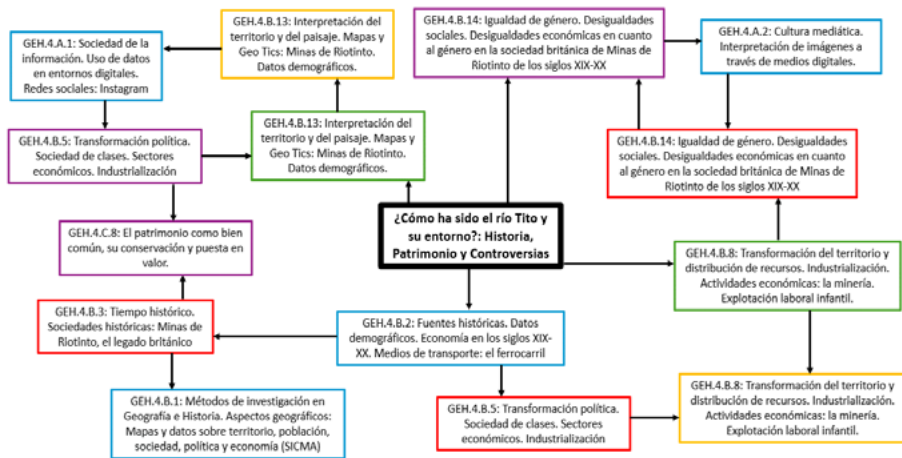 GEH.4.A.1: Sociedad de la
información. Uso de datos
en entornos digitales.
Redes sociales: Instagram
GEH.4.B.13: Interpretación del
territorio y del paisaje. Mapas y
Geo Tics: Minas de Riotinto.
Datos demográficos.
GEH.4.B.14: Igualdad de género. Desigualdades
sociales. Desigualdades económicas en cuanto
al género en la sociedad británica de Minas de
Riotinto de los siglos XIX-XX
GEH.4.A.2: Cultura mediática.
Interpretación de imágenes a
través de medios digitales.
GEH.4.B.5: Transformación política.
Sociedad de clases. Sectores
económicos. Industrialización
GEH.4.B.13: Interpretación del
territorio y del paisaje. Mapas y
Geo Tics: Minas de Riotinto.
Datos demográficos.
GEH.4.B.14: Igualdad de género. Desigualdades
sociales. Desigualdades económicas en cuanto
al género en la sociedad británica de Minas de
Riotinto de los siglos XIX-XX
GEH.4.C.8: El patrimonio como bien
común, su conservación y puesta en
valor.
¿Cómo ha sido el río Tito y
su entorno?: Historia,
Patrimonio y Controversias
GEH.4.B.8: Transformación del territorio y
distribución de recursos. Industrialización.
Actividades económicas: la minería.
Explotación laboral infantil.
GEH.4.B.3: Tiempo histórico.
Sociedades históricas: Minas de
Riotinto, el legado británico
GEH.4.B.2: Fuentes históricas. Datos
demográficos. Economía en los siglos XIX-
XX. Medios de transporte: el ferrocarril
GEH.4.B.1: Métodos de investigación en
Geografía e Historia. Aspectos geográficos:
Mapas y datos sobre territorio, población,
sociedad, política y economía (SICMA)
GEH.4.B.5: Transformación política.
Sociedad de clases. Sectores
económicos. Industrialización
GEH.4.B.8: Transformación del territorio y
distribución de recursos. Industrialización.
Actividades económicas: la minería.
Explotación laboral infantil.